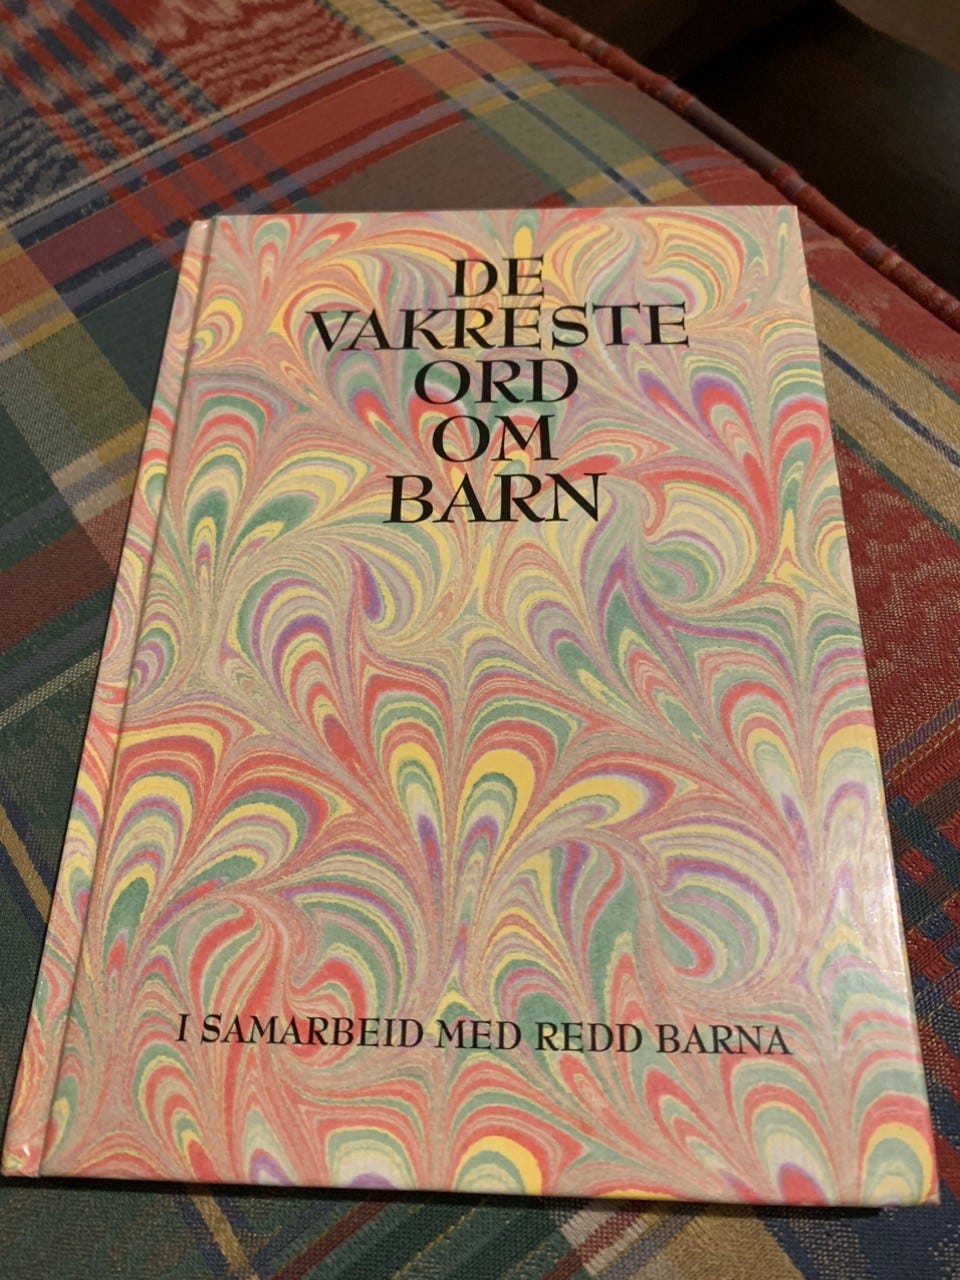 DE
VAKRESTE
ORD
OM
BARN
I SAMARBEID MED REDD BARNA